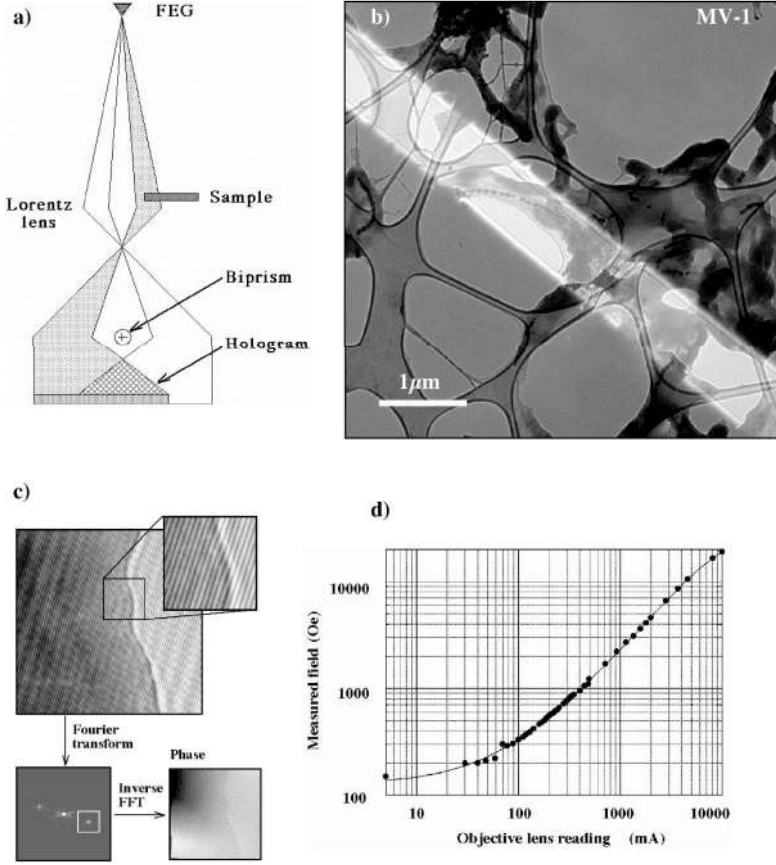 a)
FEG
Lorentz
lens
Sample
Biprism
Hologram
b)
MV-1
1μm
c)
Fourier
transform
Inverse
FFT
Phase
d)
Measured field (Oe)
10000
1000
100
10
100
1000
10000
Objective lens reading (mA)